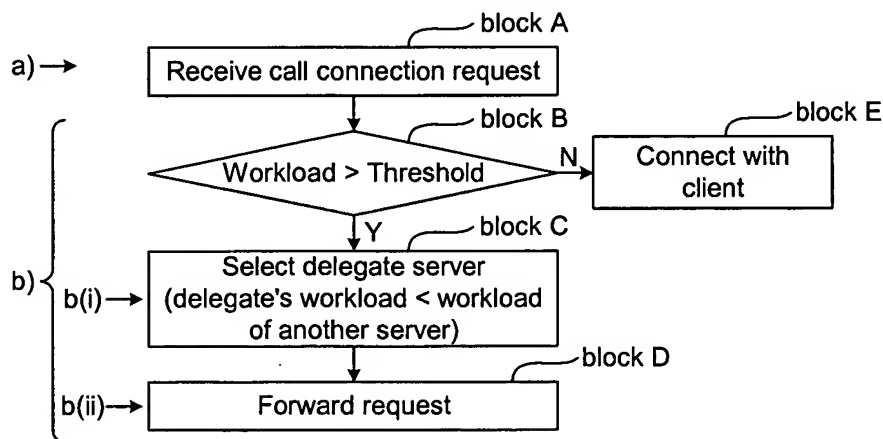 block A
a)
Receive call connection request
block B
block E
Workload > Threshold
N
Connect with
client
Y
block C
b)
b(i)
Select delegate server
(delegate's workload < workload
of another server)
block D
b(ii)
Forward request